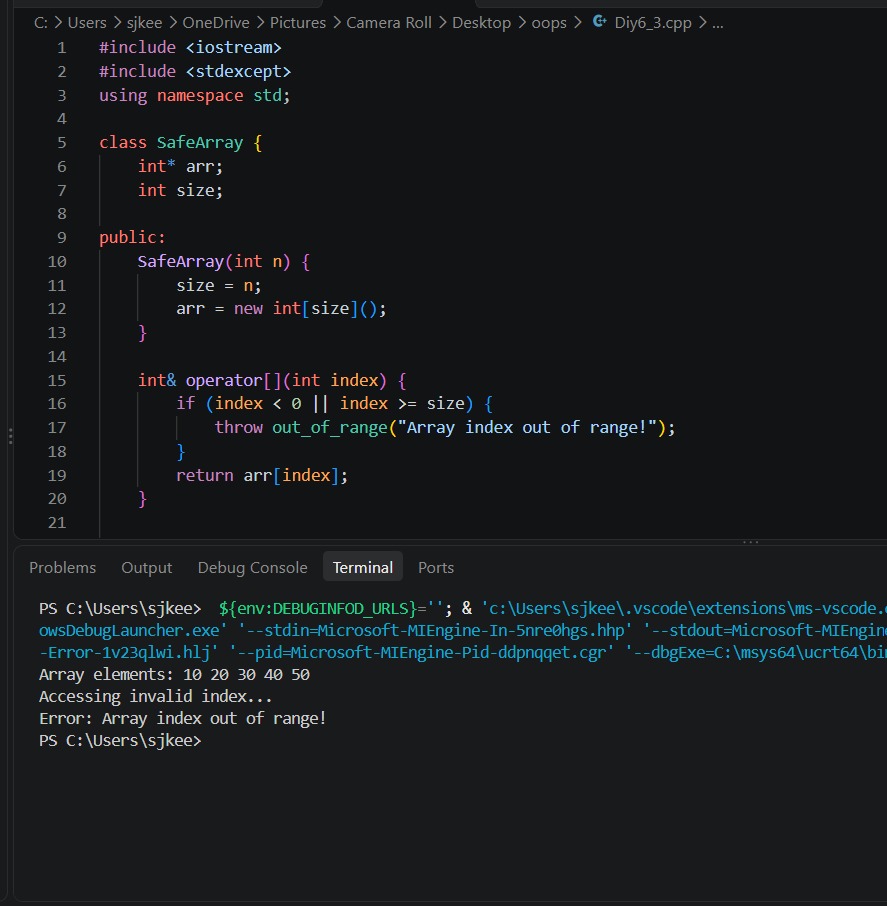 C: > Users > sjkee > OneDrive > Pictures > Camera Roll > Desktop > oops > Diy6_3.cpp > ...
1 #include <iostream>
2 #include <stdexcept>
3 using namespace std;
4
5 class SafeArray {
6     int* arr;
7     int size;
8
9 public:
10     SafeArray(int n) {
11         size = n;
12         arr = new int[size]();
13     }
14
15     int& operator[](int index) {
16         if (index < 0 || index >= size) {
17             throw out_of_range("Array index out of range!");
18         }
19         return arr[index];
20     }
21
Problems Output Debug Console Terminal Ports
PS C:\Users\sjkee>  ${env:DEBUGINFOD_URLS}=''; & 'c:\Users\sjkee\.vscode\extensions\ms-vscode.
owsDebugLauncher.exe' '--stdin=Microsoft-MIEngine-In-5nre0hgs.hhp' '--stdout=Microsoft-MIEngin
-Error-1v23qlwi.hlj' '--pid=Microsoft-MIEngine-Pid-ddpnqqet.cgr' '--dbgExe=C:\msys64\ucrt64\bi
Array elements: 10 20 30 40 50
Accessing invalid index...
Error: Array index out of range!
PS C:\Users\sjkee>